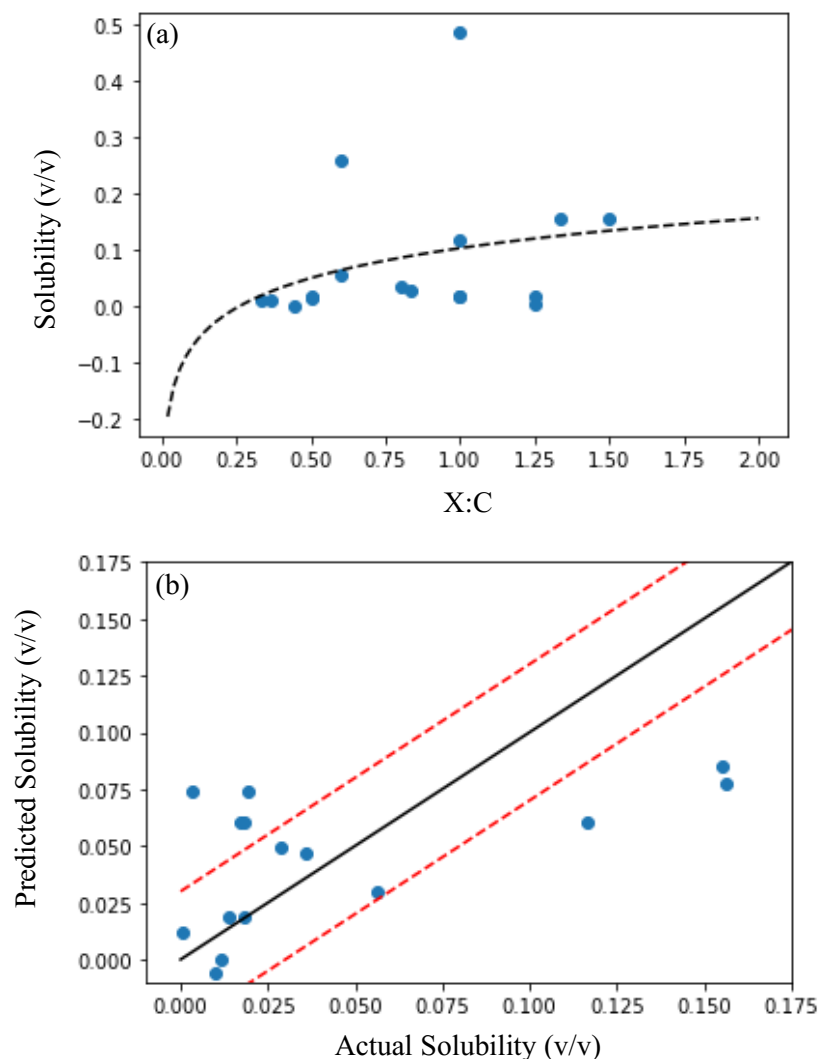 (a)
0.5
0.4
0.3
0.2
0.1
0.0
−0.1
−0.2
Solubility (v/v)
0.00 0.25 0.50 0.75 1.00 1.25 1.50 1.75 2.00
X:C
(b)
0.175
0.150
0.125
0.100
0.075
0.050
0.025
0.000
Predicted Solubility (v/v)
0.000 0.025 0.050 0.075 0.100 0.125 0.150 0.175
Actual Solubility (v/v)